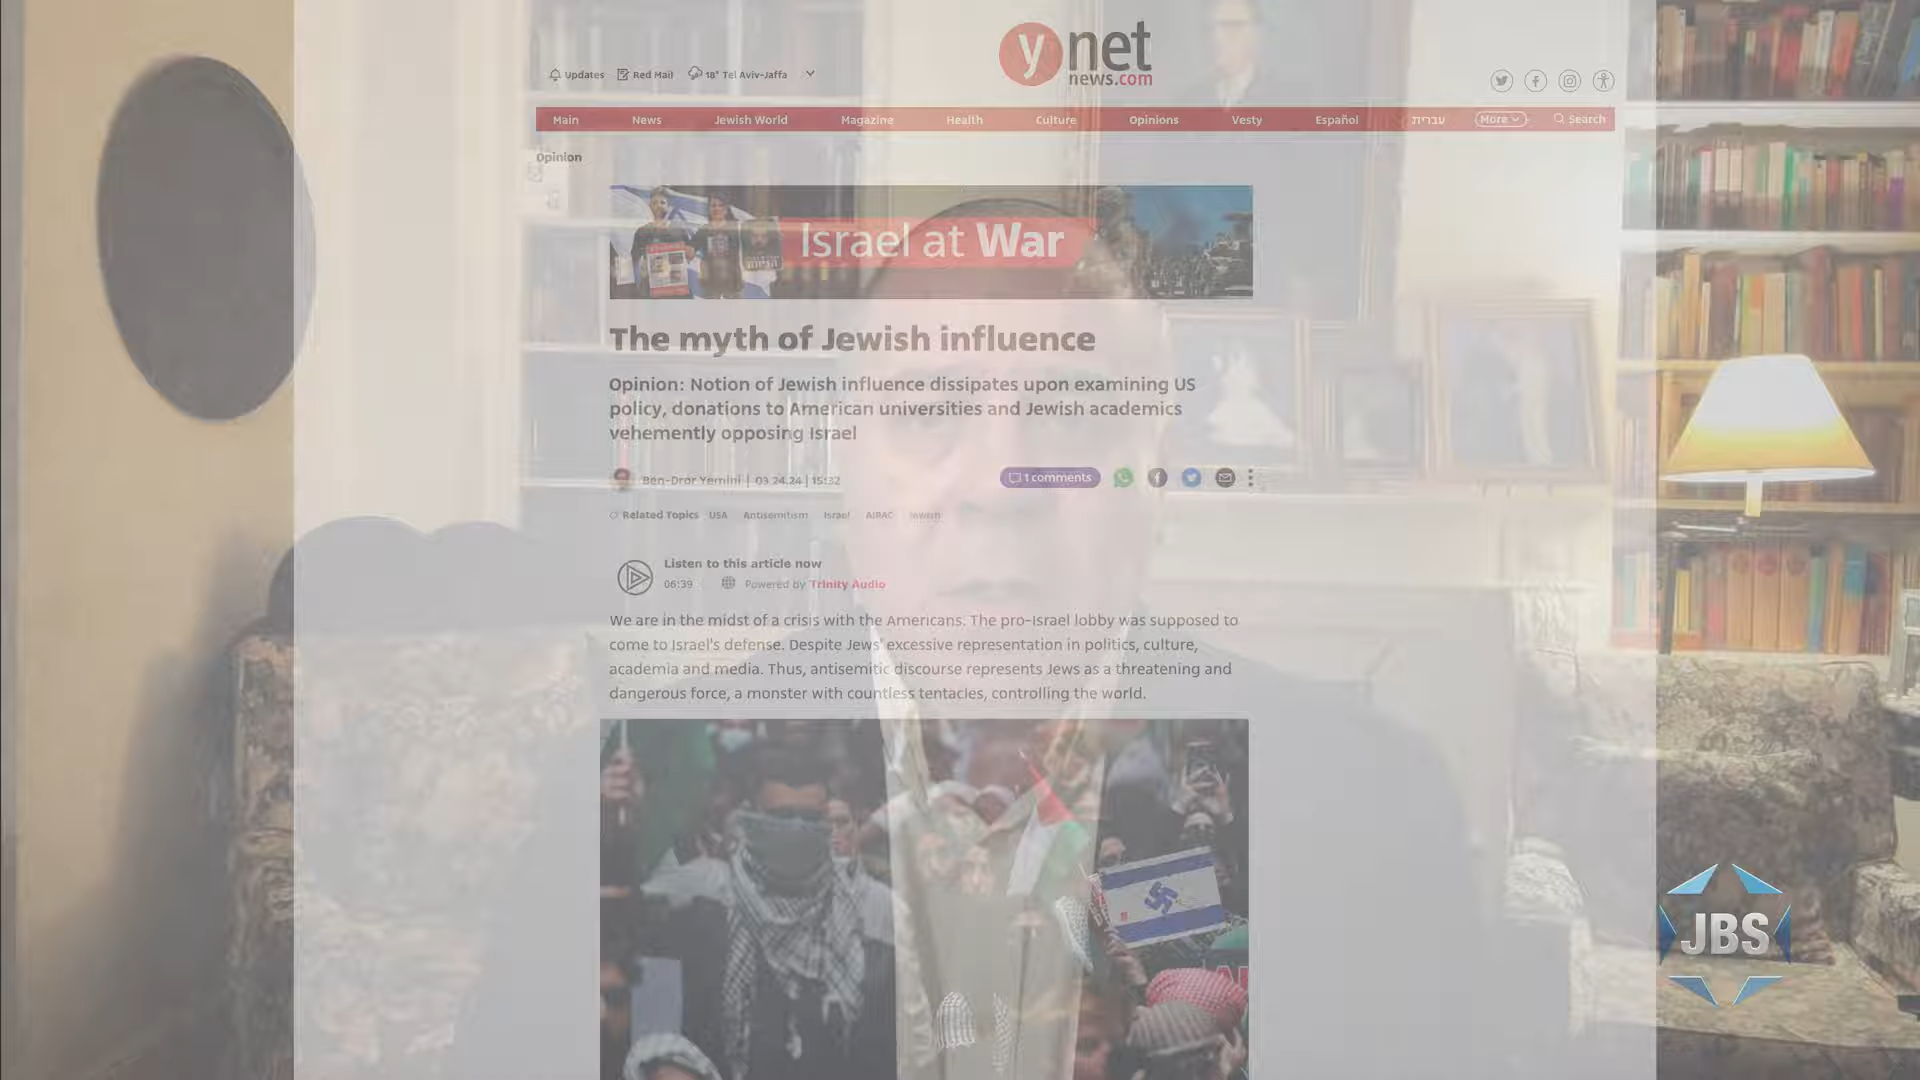 y net
news.com
Updates Red Mail 18° Tel Aviv-Jaffa
Main News Jewish World Magazine Health Culture Opinions Vesty Español עברית More Search
Opinion
Israel at War
The myth of Jewish influence
Opinion: Notion of Jewish influence dissipates upon examining US
policy, donations to American universities and Jewish academics
vehemently opposing Israel
Ben-Dror Yemini | 03.24.24 | 15:32
1 comments
Related Topics USA Antisemitism Israel AIPAC Jewish
Listen to this article now
06:39 Powered by Trinity Audio
We are in the midst of a crisis with the Americans. The pro-Israel lobby was supposed to
come to Israel's defense. Despite Jews' excessive representation in politics, culture,
academia and media. Thus, antisemitic discourse represents Jews as a threatening and
dangerous force, a monster with countless tentacles, controlling the world.
JBS